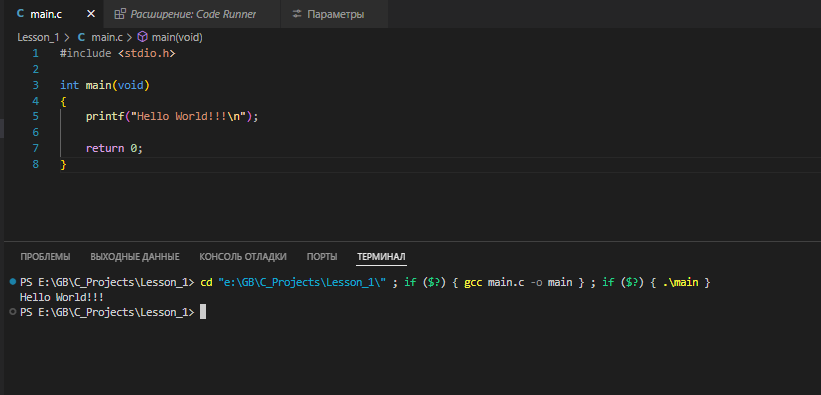 C main.c × Расширение: Code Runner Параметры
Lesson_1 > C main.c > main(void)
1 #include <stdio.h>
2
3 int main(void)
4 {
5 printf("Hello World!!!\n");
6
7 return 0;
8 }
ПРОБЛЕМЫ ВЫХОДНЫЕ ДАННЫЕ КОНСОЛЬ ОТЛАДКИ ПОРТЫ ТЕРМИНАЛ
PS E:\GB\C_Projects\Lesson_1> cd "e:\GB\C_Projects\Lesson_1\" ; if ($?) { gcc main.c -o main } ; if ($?) { .\main }
Hello World!!!
PS E:\GB\C_Projects\Lesson_1>